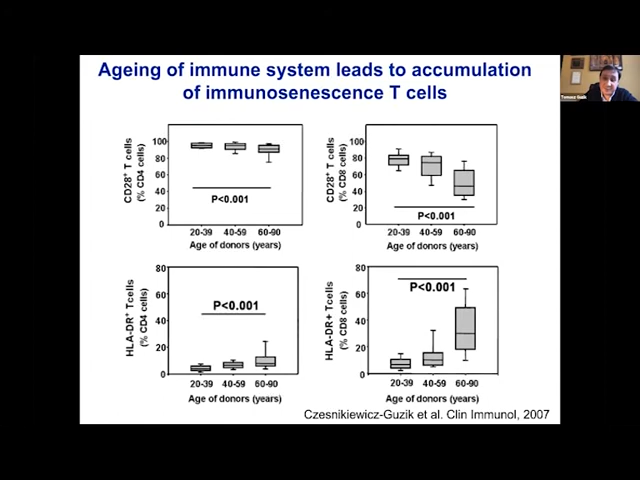 Ageing of immune system leads to accumulation
of immunosenescence T cells
CD28+ T cells
(% CD4 cells)
100
80
60
40
20
0
P<0.001
20-39 40-59 60-90
Age of donors (years)
CD28+ T cells
(% CD8 cells)
100
80
60
40
20
0
P<0.001
20-39 40-59 60-90
Age of donors (years)
HLA-DR+ Tcells
(% CD4 cells)
80
60
40
20
0
P<0.001
20-39 40-59 60-90
Age of donors (years)
HLA-DR+ Tcells
(% CD8 cells)
80
60
40
20
0
P<0.001
20-39 40-59 60-90
Age of donors (years)
Czesnikiewicz-Guzik et al. Clin Immunol, 2007
Tomasz Guzik